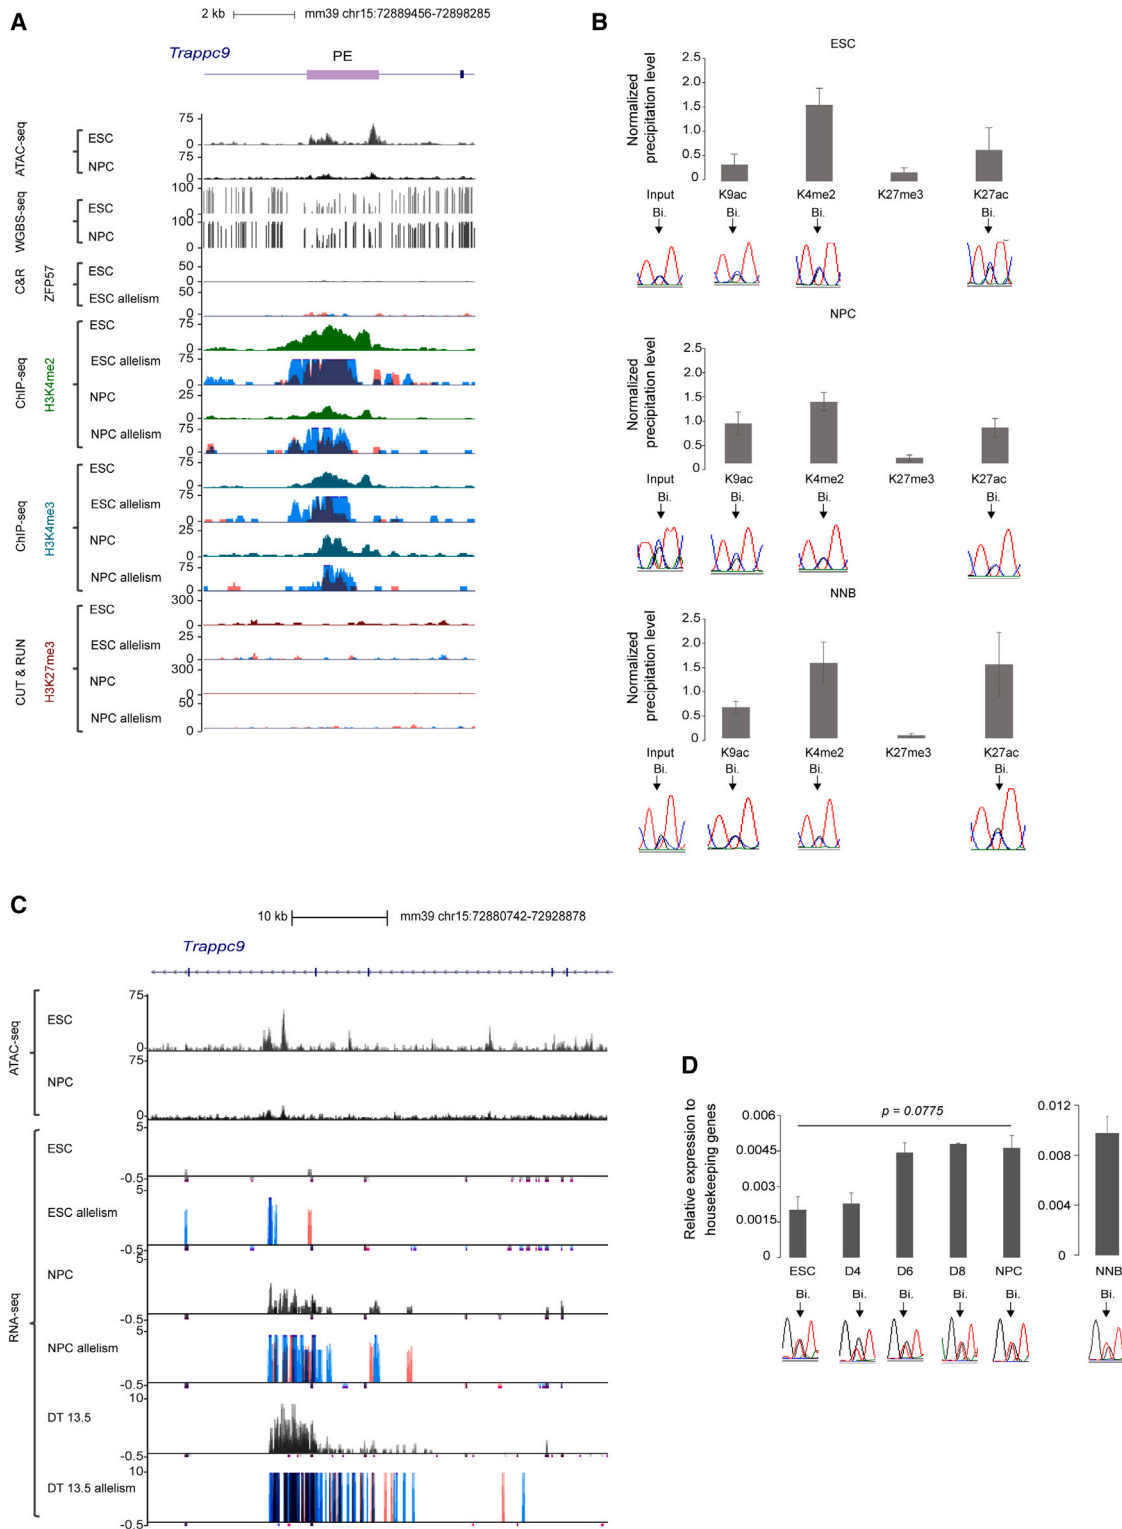 A
2 kb
mm39 chr15:72889456-72898285
Trappc9
PE
ATAC-seq
ESC
75
0
NPC
75
0
WGBS-seq
ESC
100
0
NPC
100
0
C&R
ZFP57
ESC
50
0
ESC allelism
50
0
ChIP-seq
H3K4me2
ESC
75
0
ESC allelism
75
0
NPC
25
0
NPC allelism
75
0
ChIP-seq
H3K4me3
ESC
75
0
ESC allelism
75
0
NPC
25
0
NPC allelism
75
0
CUT & RUN
H3K27me3
ESC
300
0
ESC allelism
25
0
NPC
300
0
NPC allelism
50
0
B
ESC
Normalized
precipitation level
2.5
2.0
1.5
1.0
0.5
0
Input K9ac K4me2 K27me3 K27ac
Bi. Bi. Bi. Bi.
NPC
Normalized
precipitation level
2.5
2.0
1.5
1.0
0.5
0
Input K9ac K4me2 K27me3 K27ac
Bi. Bi. Bi. Bi.
NNB
Normalized
precipitation level
2.5
2.0
1.5
1.0
0.5
0
Input K9ac K4me2 K27me3 K27ac
Bi. Bi. Bi. Bi.
C
10 kb
mm39 chr15:72880742-72928878
Trappc9
ATAC-seq
ESC
75
0
NPC
75
0
RNA-seq
ESC
5
-0.5
ESC allelism
5
-0.5
NPC
5
-0.5
NPC allelism
5
-0.5
DT 13.5
10
-0.5
DT 13.5 allelism
10
-0.5
D
Relative expression to
housekeeping genes
0.006
0.0045
0.003
0.0015
0
p = 0.0775
ESC D4 D6 D8 NPC
Bi. Bi. Bi. Bi. Bi.
0.012
0.008
0.004
0
NNB
Bi.